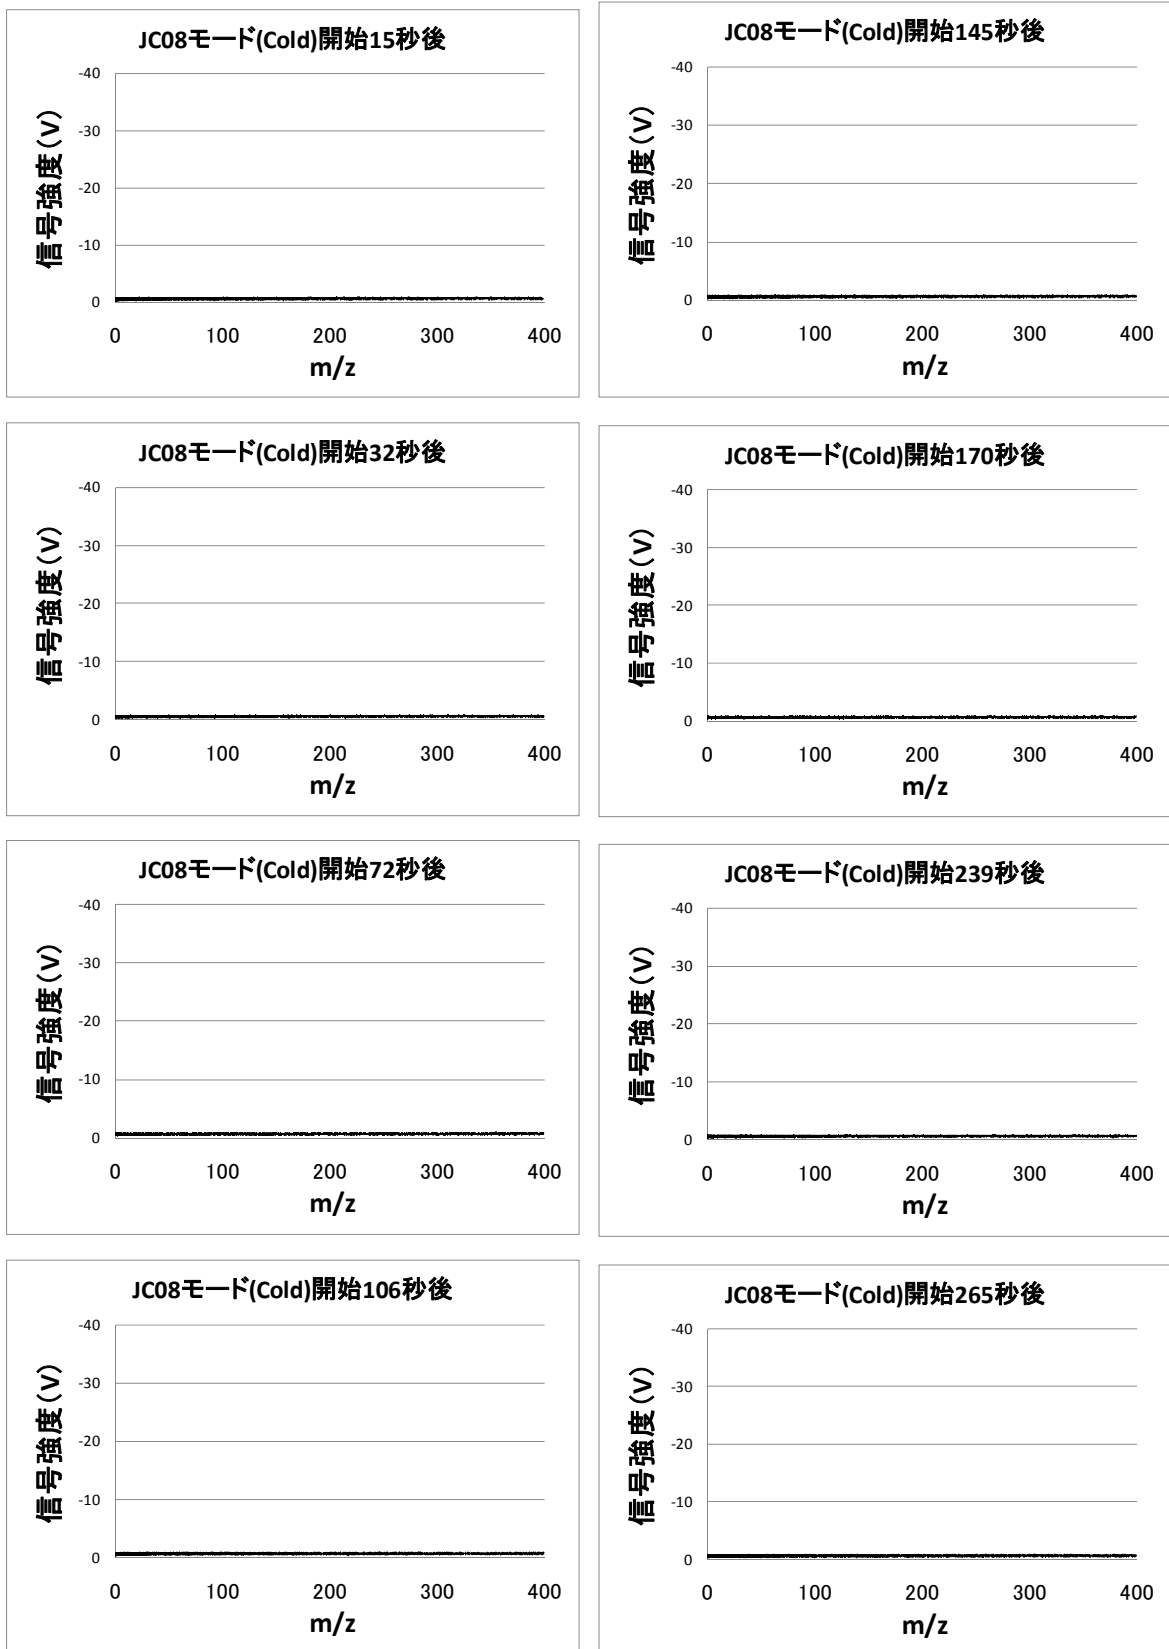 JC08モード(Cold)開始15秒後
信号強度(V)
-40
-30
-20
-10
0
0 100 200 300 400
m/z
JC08モード(Cold)開始145秒後
信号強度(V)
-40
-30
-20
-10
0
0 100 200 300 400
m/z
JC08モード(Cold)開始32秒後
信号強度(V)
-40
-30
-20
-10
0
0 100 200 300 400
m/z
JC08モード(Cold)開始170秒後
信号強度(V)
-40
-30
-20
-10
0
0 100 200 300 400
m/z
JC08モード(Cold)開始72秒後
信号強度(V)
-40
-30
-20
-10
0
0 100 200 300 400
m/z
JC08モード(Cold)開始239秒後
信号強度(V)
-40
-30
-20
-10
0
0 100 200 300 400
m/z
JC08モード(Cold)開始106秒後
信号強度(V)
-40
-30
-20
-10
0
0 100 200 300 400
m/z
JC08モード(Cold)開始265秒後
信号強度(V)
-40
-30
-20
-10
0
0 100 200 300 400
m/z